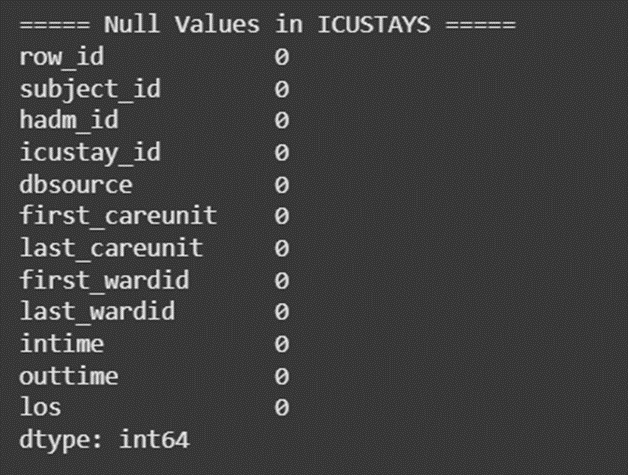 ===== Null Values in ICUSTAYS =====
row_id            0
subject_id        0
hadm_id           0
icustay_id        0
dbsource          0
first_careunit    0
last_careunit     0
first_wardid      0
last_wardid       0
intime            0
outtime           0
los               0
dtype: int64